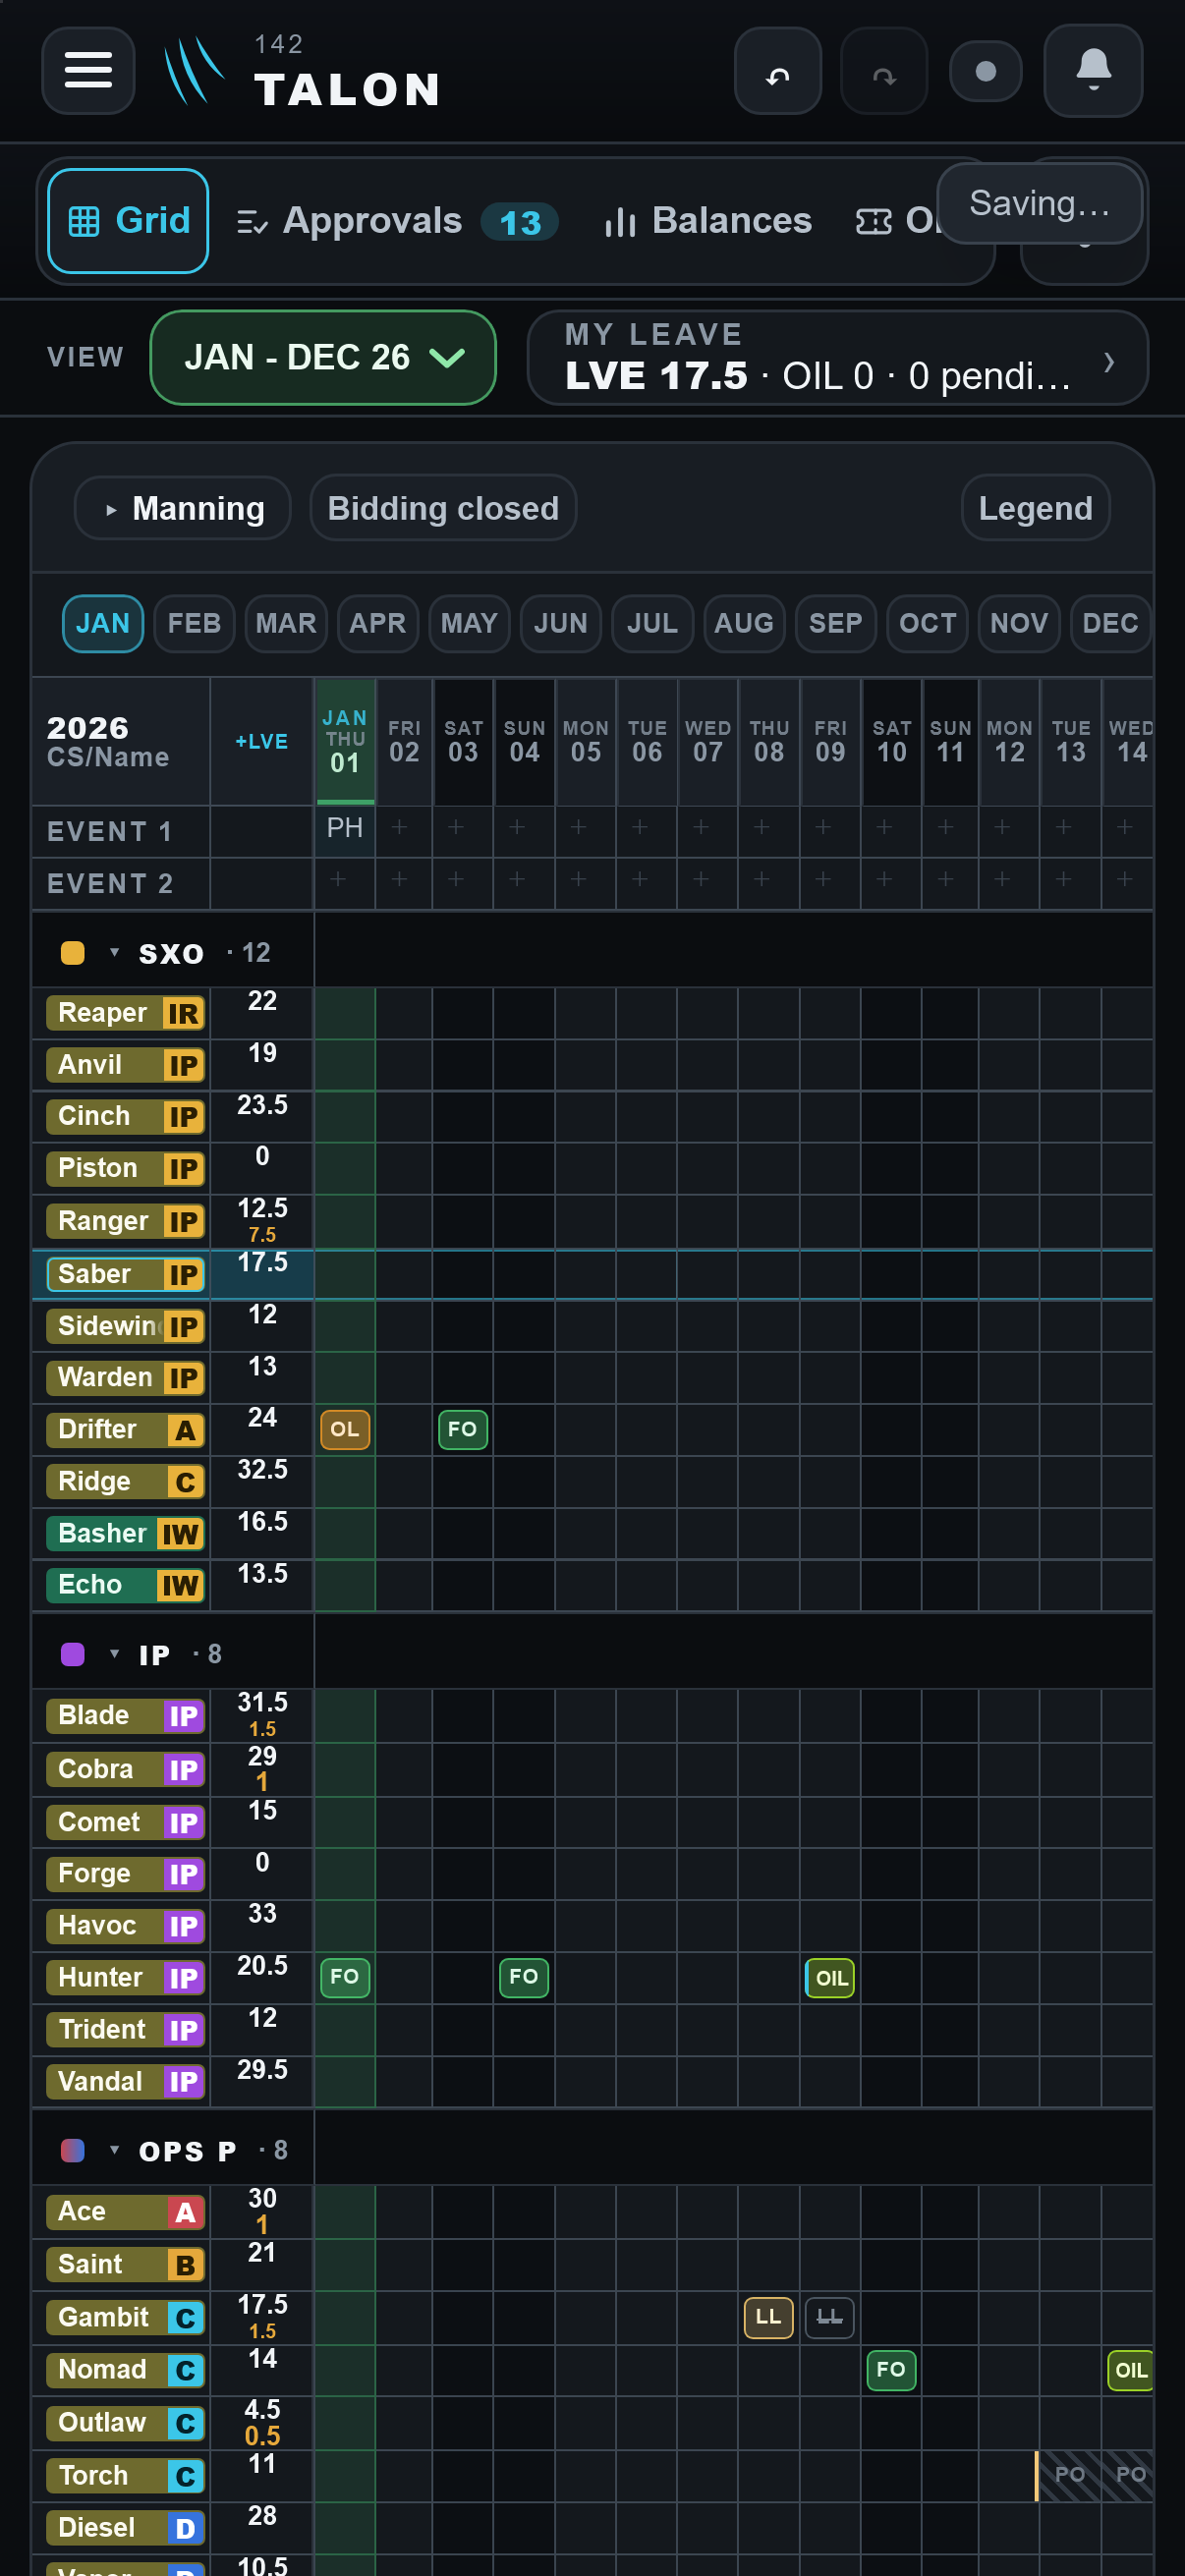 142
TALON
Grid
Approvals 13
Balances
Saving...
VIEW
JAN - DEC 26
MY LEAVE
LVE 17.5 · OIL 0 · 0 pendi...
Manning
Bidding closed
Legend
JAN FEB MAR APR MAY JUN JUL AUG SEP OCT NOV DEC
2026
CS/Name
+LVE
JAN
THU FRI SAT SUN MON TUE WED THU FRI SAT SUN MON TUE WED
01 02 03 04 05 06 07 08 09 10 11 12 13 14
EVENT 1 PH + + + + + + + + + + + + +
EVENT 2 + + + + + + + + + + + + + +
SXO · 12
Reaper IR 22
Anvil IP 19
Cinch IP 23.5
Piston IP 0
Ranger IP 12.5
7.5
Saber IP 17.5
Sidewin IP 12
Warden IP 13
Drifter A 24 OL FO
Ridge C 32.5
Basher IW 16.5
Echo IW 13.5
IP · 8
Blade IP 31.5
1.5
Cobra IP 29
1
Comet IP 15
Forge IP 0
Havoc IP 33
Hunter IP 20.5 FO FO OIL
Trident IP 12
Vandal IP 29.5
OPS P · 8
Ace A 30
1
Saint B 21
Gambit C 17.5 LL LL
1.5
Nomad C 14 FO OIL
Outlaw C 4.5
0.5
Torch C 11 PO PO
Diesel D 28
10.5